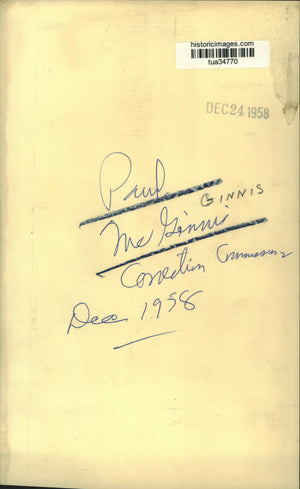 historicimages.com
tua34770
DEC 24 1958
Paul
GINNIS
McGinnis
Correction Commissioner
Dec 1958